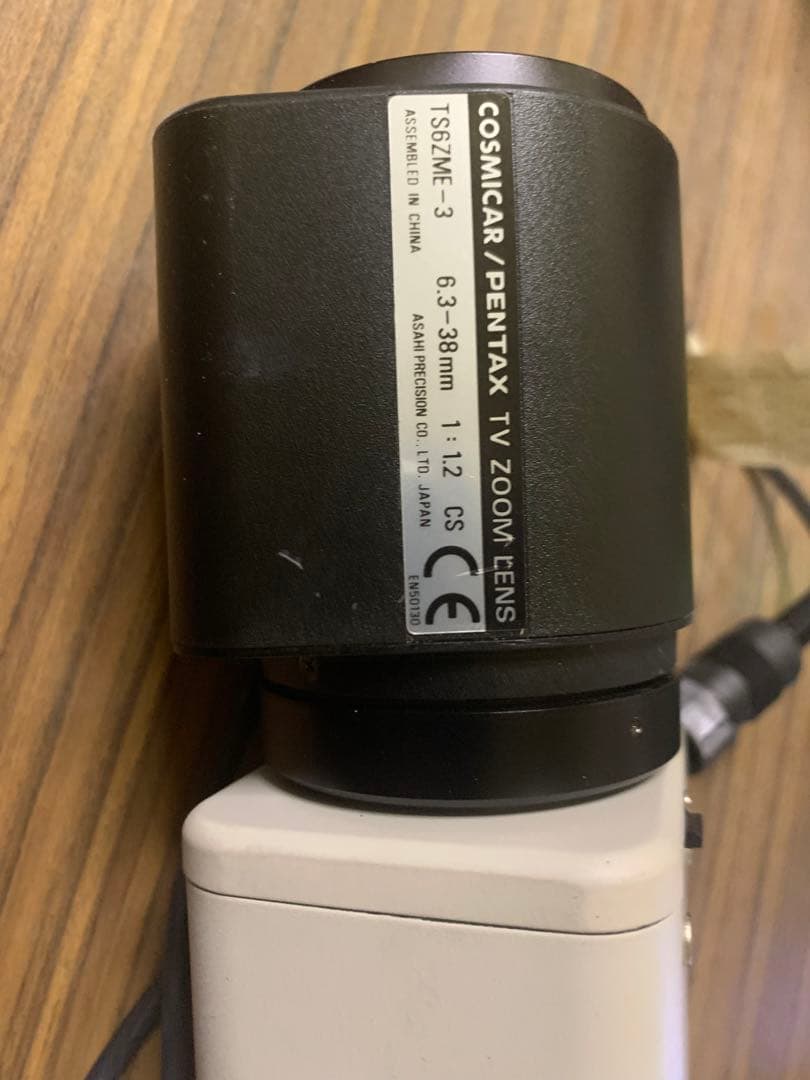 COSMICAR / PENTAX TV ZOOM LENS
TS6ZME-3 6.3-38mm 1:1.2 CS CE
ASSEMBLED IN CHINA ASAHI PRECISION CO., LTD. JAPAN EN50130